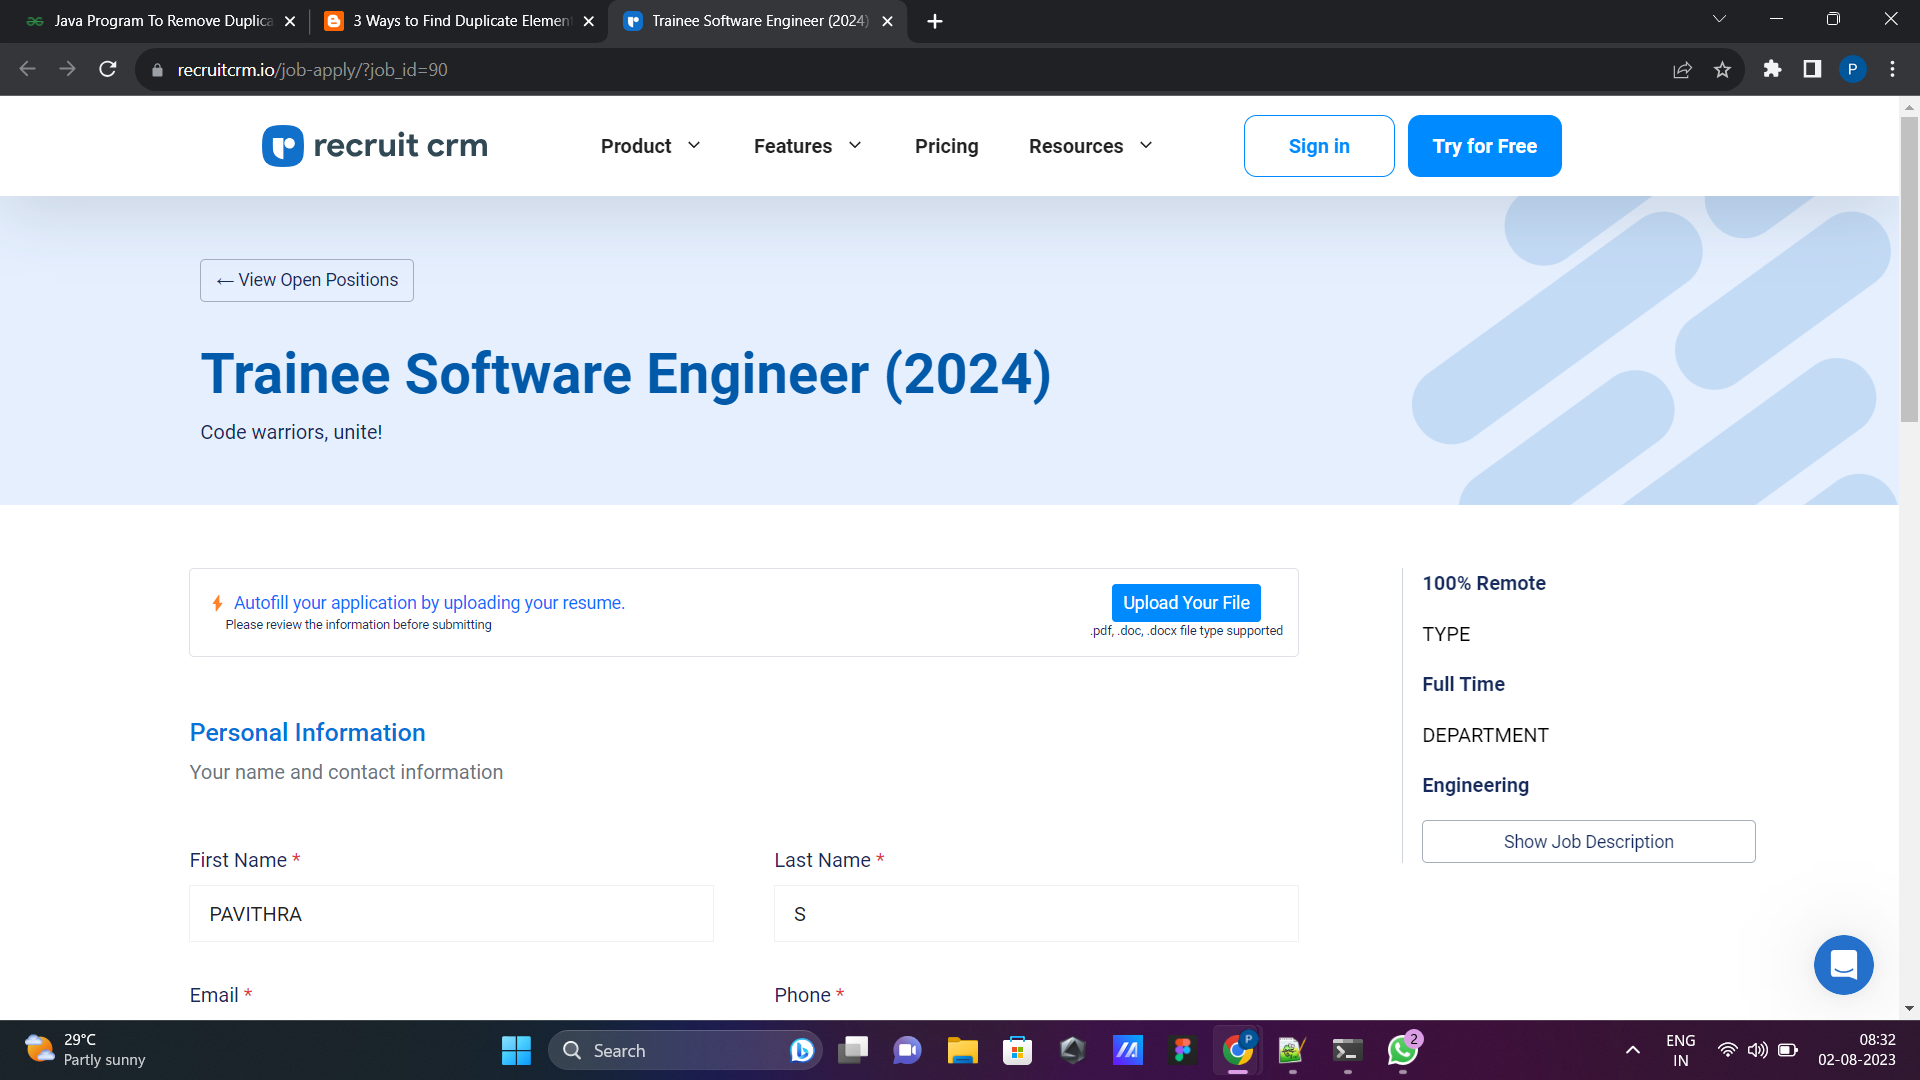 Java Program To Remove Duplica
3 Ways to Find Duplicate Elemen
Trainee Software Engineer (2024)
recruitcrm.io/job-apply/?job_id=90
P
recruit crm
Product
Features
Pricing
Resources
Sign in
Try for Free
← View Open Positions
Trainee Software Engineer (2024)
Code warriors, unite!
Autofill your application by uploading your resume.
Please review the information before submitting
Upload Your File
.pdf, .doc, .docx file type supported
100% Remote
TYPE
Full Time
DEPARTMENT
Engineering
Show Job Description
Personal Information
Your name and contact information
First Name *
Last Name *
PAVITHRA
S
Email *
Phone *
29°C
Partly sunny
Search
P
2
ENG
IN
08:32
02-08-2023